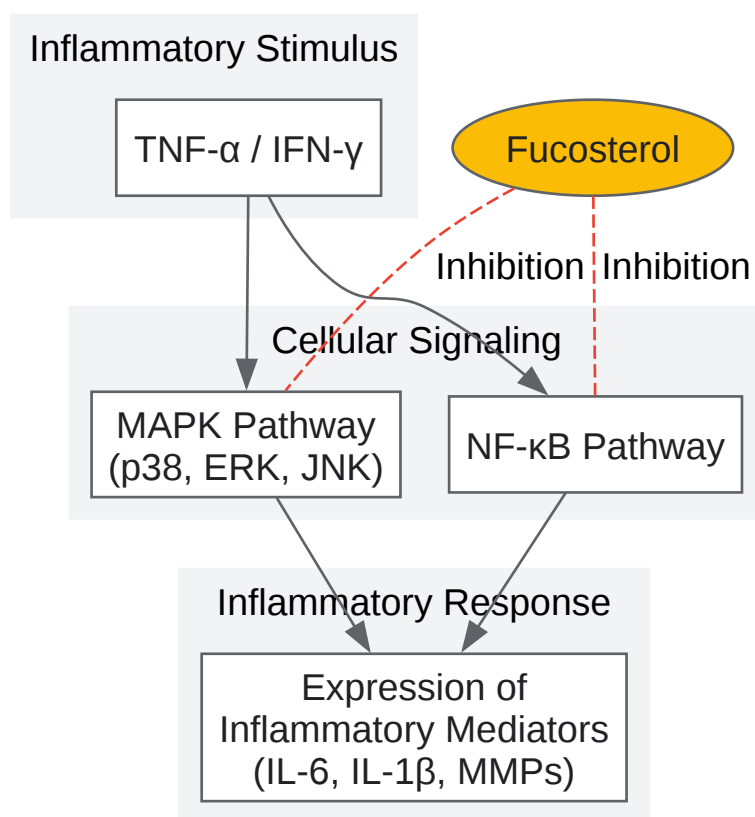 Inflammatory Stimulus
TNF-α / IFN-γ
Fucosterol
Inhibition
Inhibition
Cellular Signaling
MAPK Pathway
(p38, ERK, JNK)
NF-κB Pathway
Inflammatory Response
Expression of
Inflammatory Mediators
(IL-6, IL-1β, MMPs)